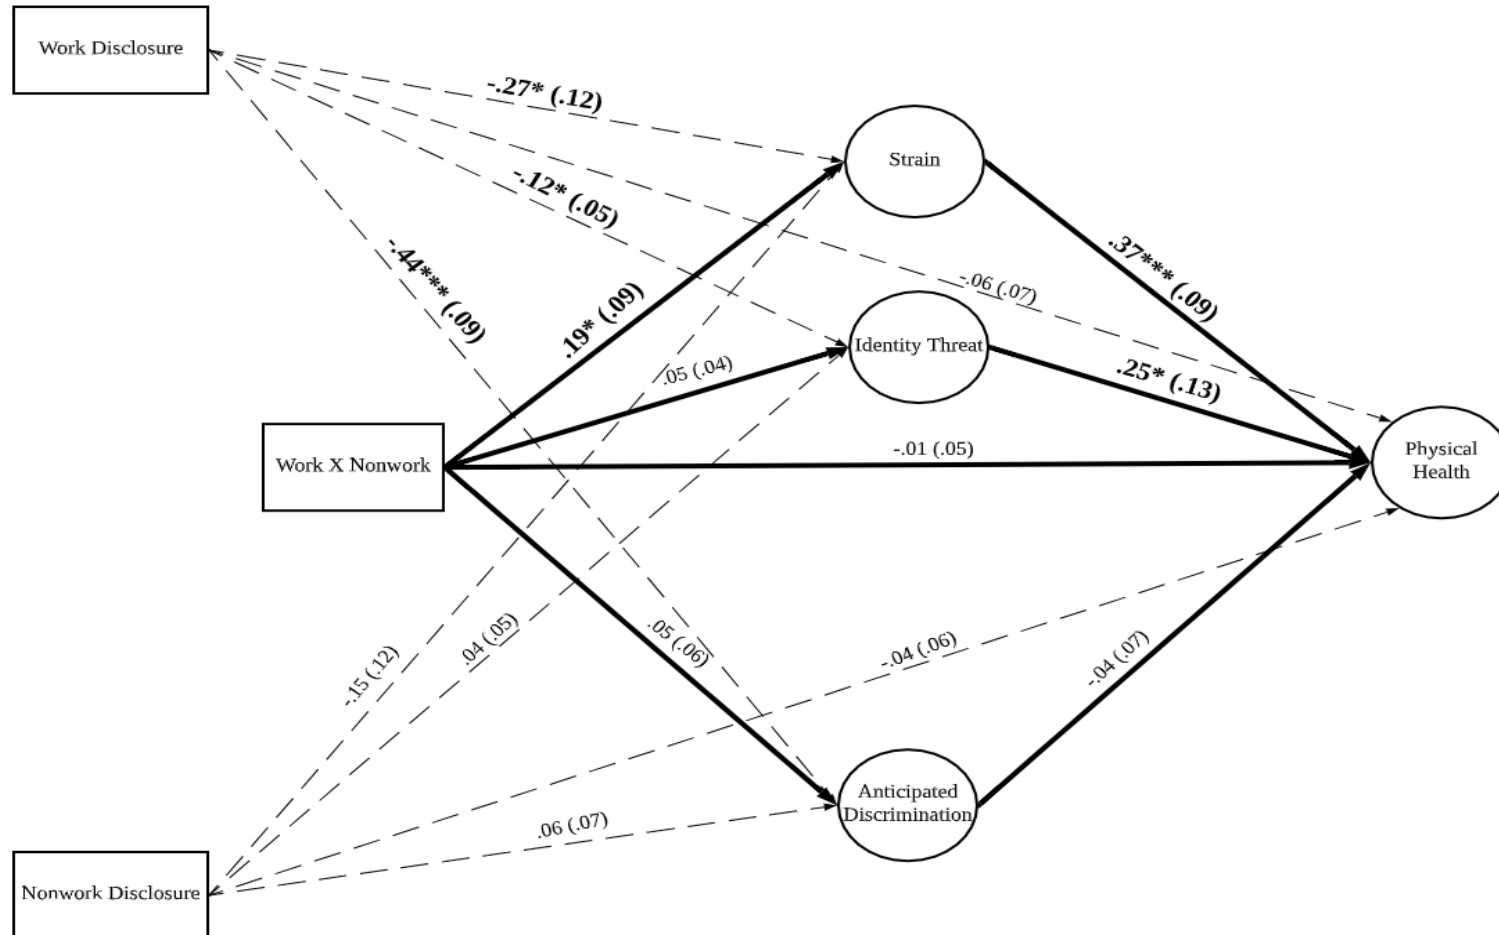 Work Disclosure
-.27* (.12)
-.12* (.05)
-.44*** (.09)
Strain
-.06 (.07)
.37*** (.09)
.19* (.09)
Identity Threat
.05 (.04)
.25* (.13)
Work X Nonwork
-.01 (.05)
Physical
Health
-.15 (.12)
.04 (.05)
.05 (.06)
-.04 (.06)
-.04 (.07)
Anticipated
Discrimination
.06 (.07)
Nonwork Disclosure